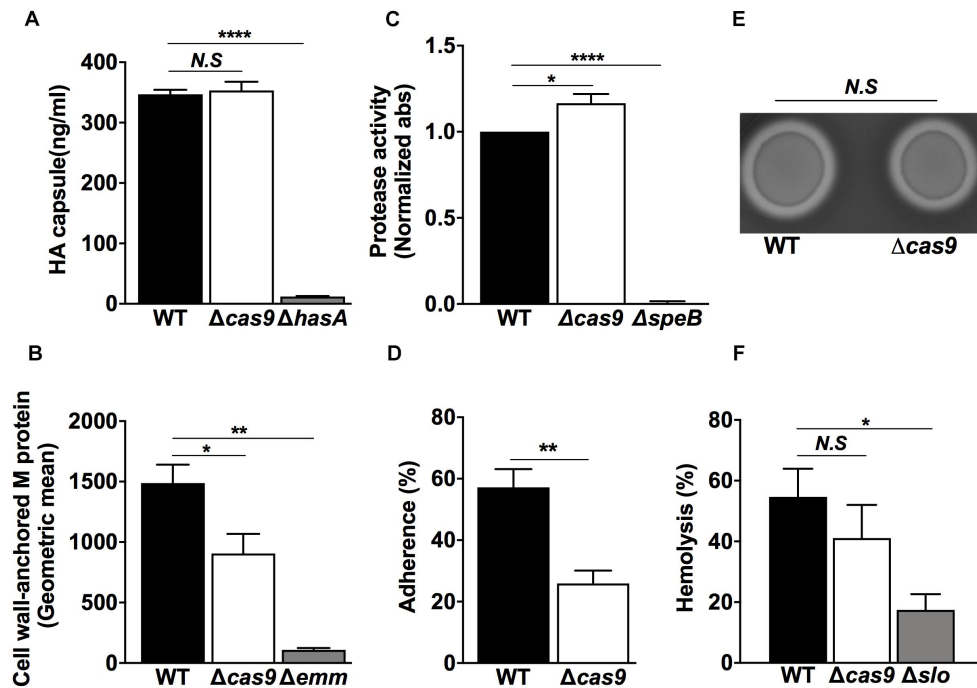 A
****
N.S
400
300
200
100
0
HA capsule(ng/ml)
WT Δcas9 ΔhasA
B
**
*
2000
1500
1000
500
0
Cell wall-anchored M protein
(Geometric mean)
WT Δcas9 Δemm
C
****
*
1.5
1.0
0.5
0.0
Protease activity
(Normalized abs)
WT Δcas9 ΔspeB
D
**
80
60
40
20
0
Adherence (%)
WT Δcas9
E
N.S
WT Δcas9
F
*
N.S
80
60
40
20
0
Hemolysis (%)
WT Δcas9 Δslo